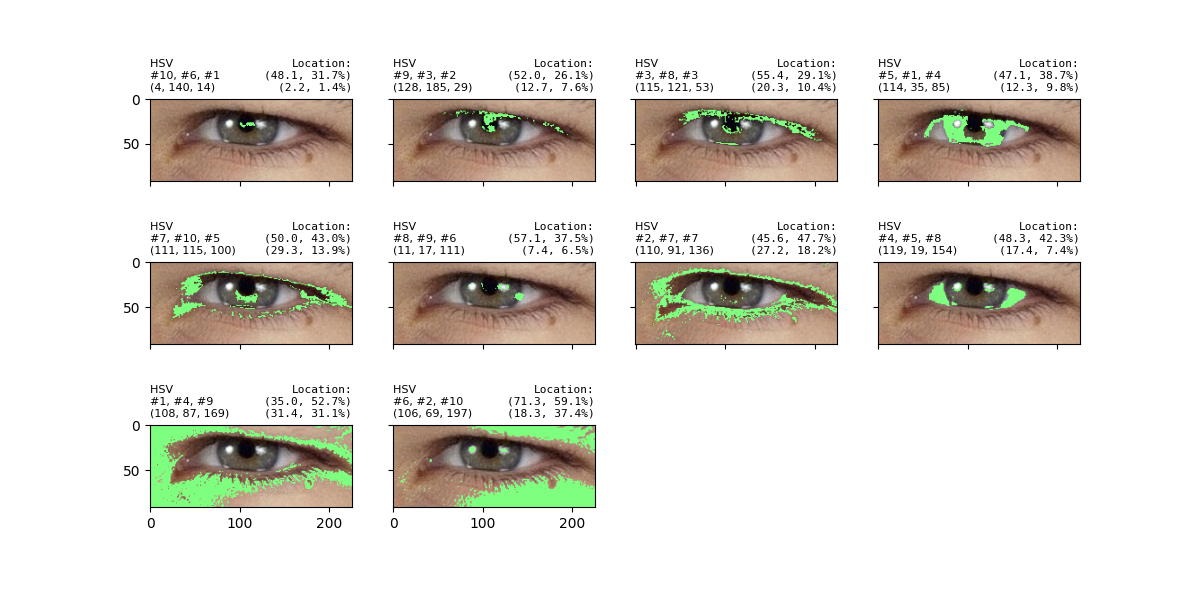 HSV Location:
#10, #6, #1 (48.1, 31.7%)
(4, 140, 14) (2.2, 1.4%)
HSV Location:
#9, #3, #2 (52.0, 26.1%)
(128, 185, 29) (12.7, 7.6%)
HSV Location:
#3, #8, #3 (55.4, 29.1%)
(115, 121, 53) (20.3, 10.4%)
HSV Location:
#5, #1, #4 (47.1, 38.7%)
(114, 35, 85) (12.3, 9.8%)
0
50
HSV Location:
#7, #10, #5 (50.0, 43.0%)
(111, 115, 100) (29.3, 13.9%)
HSV Location:
#8, #9, #6 (57.1, 37.5%)
(11, 17, 111) (7.4, 6.5%)
HSV Location:
#2, #7, #7 (45.6, 47.7%)
(110, 91, 136) (27.2, 18.2%)
HSV Location:
#4, #5, #8 (48.3, 42.3%)
(119, 19, 154) (17.4, 7.4%)
0
50
HSV Location:
#1, #4, #9 (35.0, 52.7%)
(108, 87, 169) (31.4, 31.1%)
HSV Location:
#6, #2, #10 (71.3, 59.1%)
(106, 69, 197) (18.3, 37.4%)
0
50
0 100 200
0 100 200